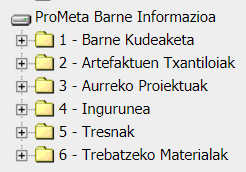 ProMeta Barne Informazioa
1 - Barne Kudeaketa
2 - Artefaktuen Txantiloiak
3 - Aurreko Proiektuak
4 - Ingurunea
5 - Tresnak
6 - Trebatzeko Materialak